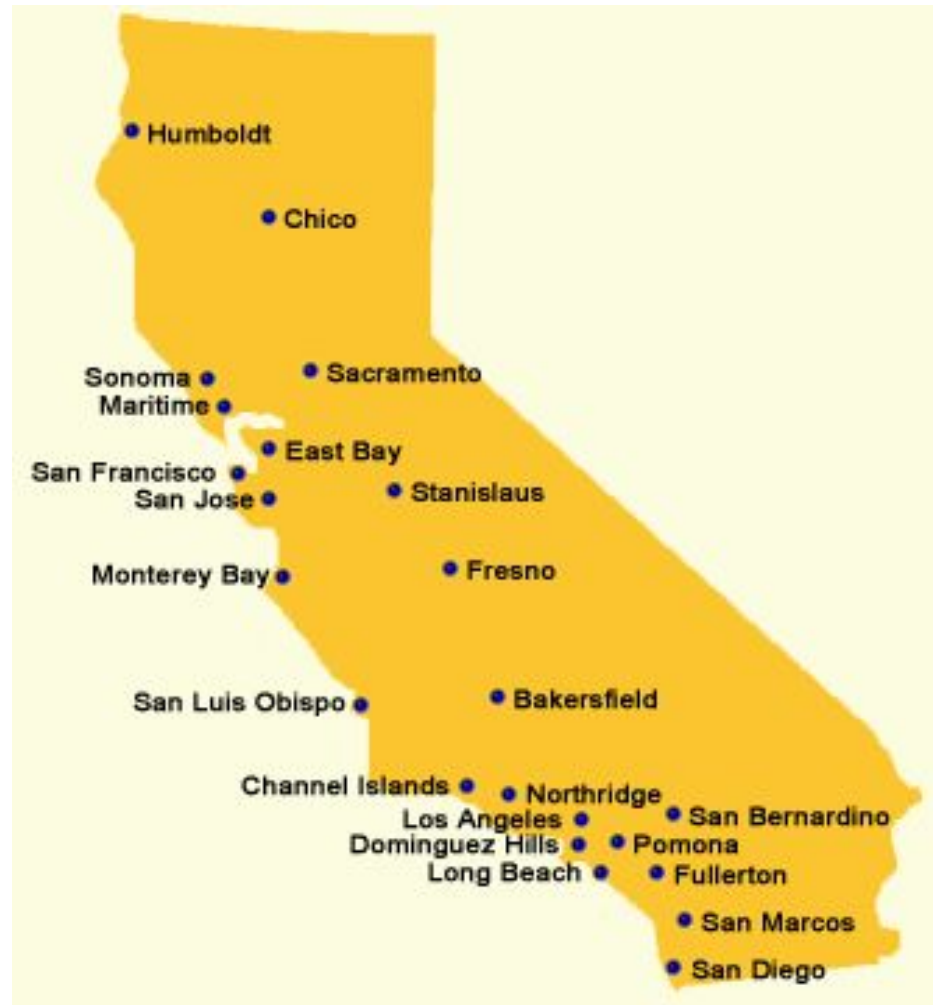 Humboldt
Chico
Sacramento
Sonoma
Maritime
East Bay
San Francisco
Stanislaus
San Jose
Fresno
Monterey Bay
Bakersfield
San Luis Obispo
Channel Islands
Northridge
San Bernardino
Los Angeles
Dominguez Hills
Pomona
Long Beach
Fullerton
San Marcos
San Diego